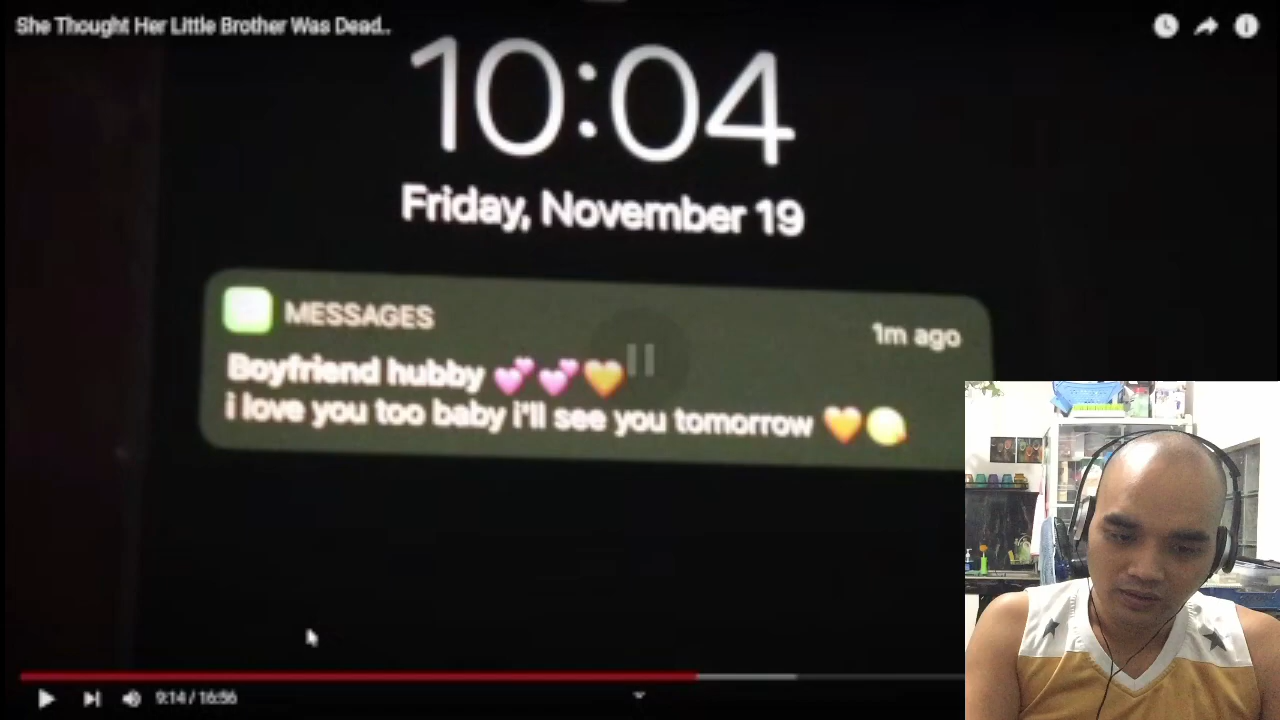 She Thought Her Little Brother Was Dead..
10:04
Friday, November 19
MESSAGES
1m ago
Boyfriend hubby 💕💕🧡
i love you too baby i'll see you tomorrow 🧡😘
9:14 / 16:56